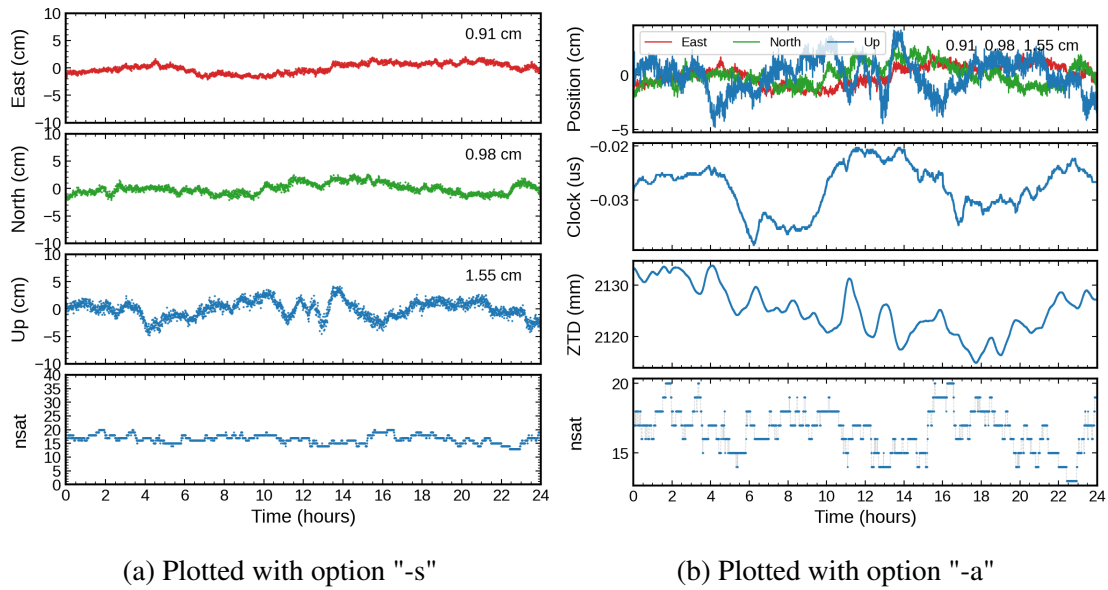 10
5
0
−5
−10
East (cm)
0.91 cm
10
5
0
−5
−10
North (cm)
0.98 cm
10
5
0
−5
−10
Up (cm)
1.55 cm
40
35
30
25
20
15
10
5
0
nsat
0 2 4 6 8 10 12 14 16 18 20 22 24
Time (hours)
(a) Plotted with option "-s"
East North Up
0.91 0.98 1.55 cm
0
−5
Position (cm)
−0.02
−0.03
Clock (us)
2130
2120
ZTD (mm)
20
15
nsat
0 2 4 6 8 10 12 14 16 18 20 22 24
Time (hours)
(b) Plotted with option "-a"